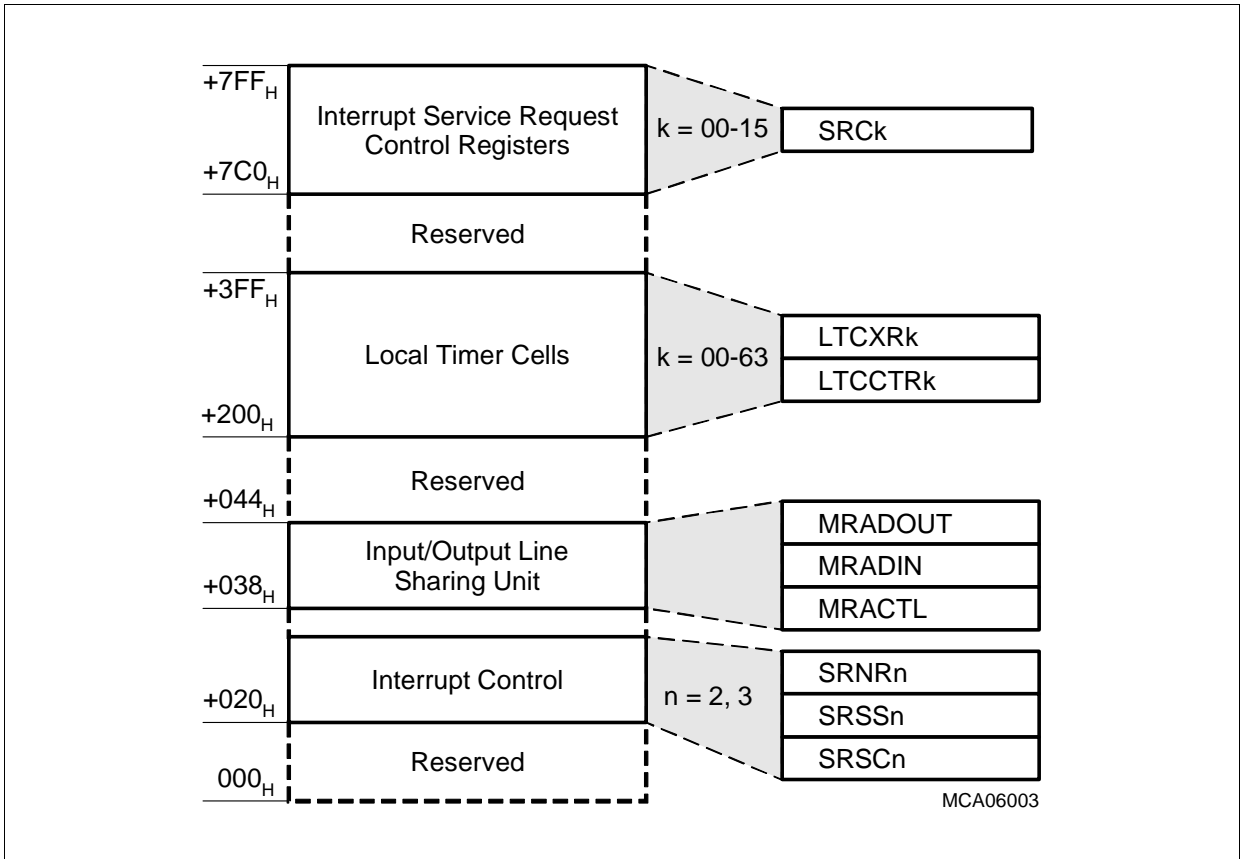 +7FFH
Interrupt Service Request
Control Registers
k = 00-15
SRCk
+7C0H
Reserved
+3FFH
Local Timer Cells
k = 00-63
LTCXRk
LTCCTRk
+200H
Reserved
+044H
Input/Output Line
Sharing Unit
+038H
MRADOUT
MRADIN
MRACTL
Interrupt Control
n = 2, 3
SRNRn
SRSSn
SRSCn
+020H
Reserved
000H
MCA06003